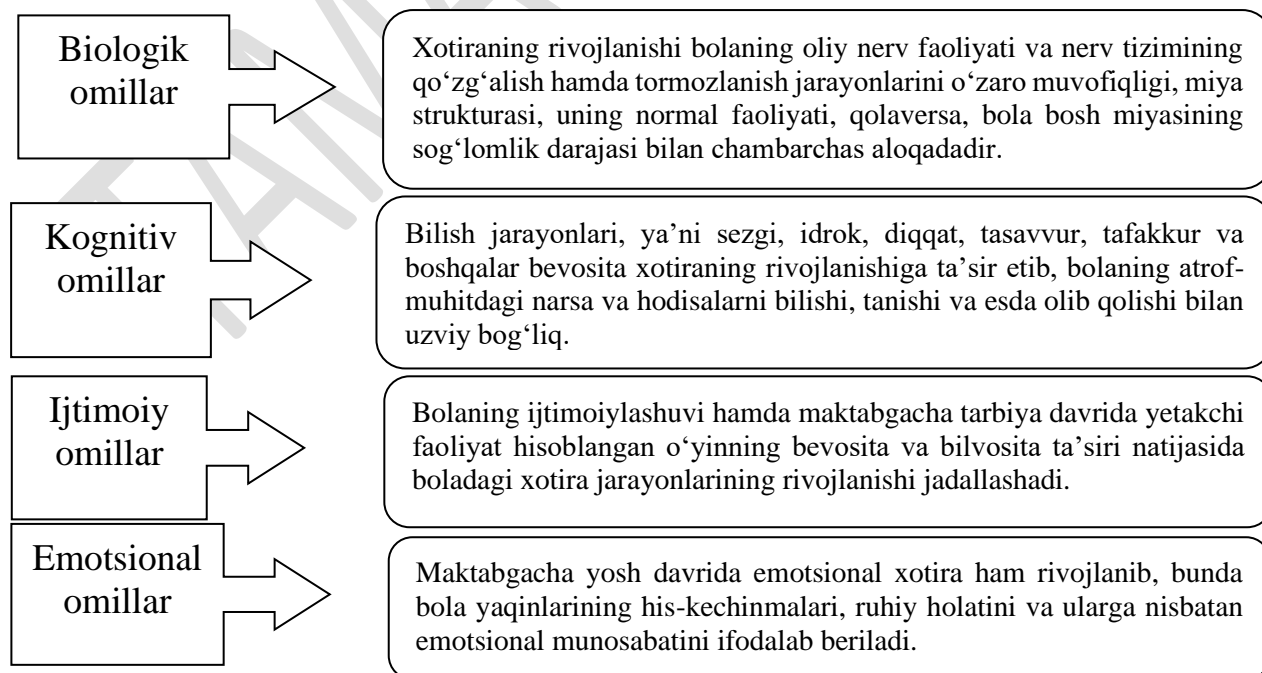 Biologik
omillar
Xotiraning rivojlanishi bolaning oliy nerv faoliyati va nerv tizimining
qo‘zg‘alish hamda tormozlanish jarayonlarini o‘zaro muvofiqligi, miya
strukturasi, uning normal faoliyati, qolaversa, bola bosh miyasining
sog‘lomlik darajasi bilan chambarchas aloqadadir.
Kognitiv
omillar
Bilish jarayonlari, ya’ni sezgi, idrok, diqqat, tasavvur, tafakkur va
boshqalar bevosita xotiraning rivojlanishiga ta’sir etib, bolaning atrof-
muhitdagi narsa va hodisalarni bilishi, tanishi va esda olib qolishi bilan
uzviy bog‘liq.
Ijtimoiy
omillar
Bolaning ijtimoiylashuvi hamda maktabgacha tarbiya davrida yetakchi
faoliyat hisoblangan o‘yinning bevosita va bilvosita ta’siri natijasida
boladagi xotira jarayonlarining rivojlanishi jadallashadi.
Emotsional
omillar
Maktabgacha yosh davrida emotsional xotira ham rivojlanib, bunda
bola yaqinlarining his-kechinmalari, ruhiy holatini va ularga nisbatan
emotsional munosabatini ifodalab beriladi.